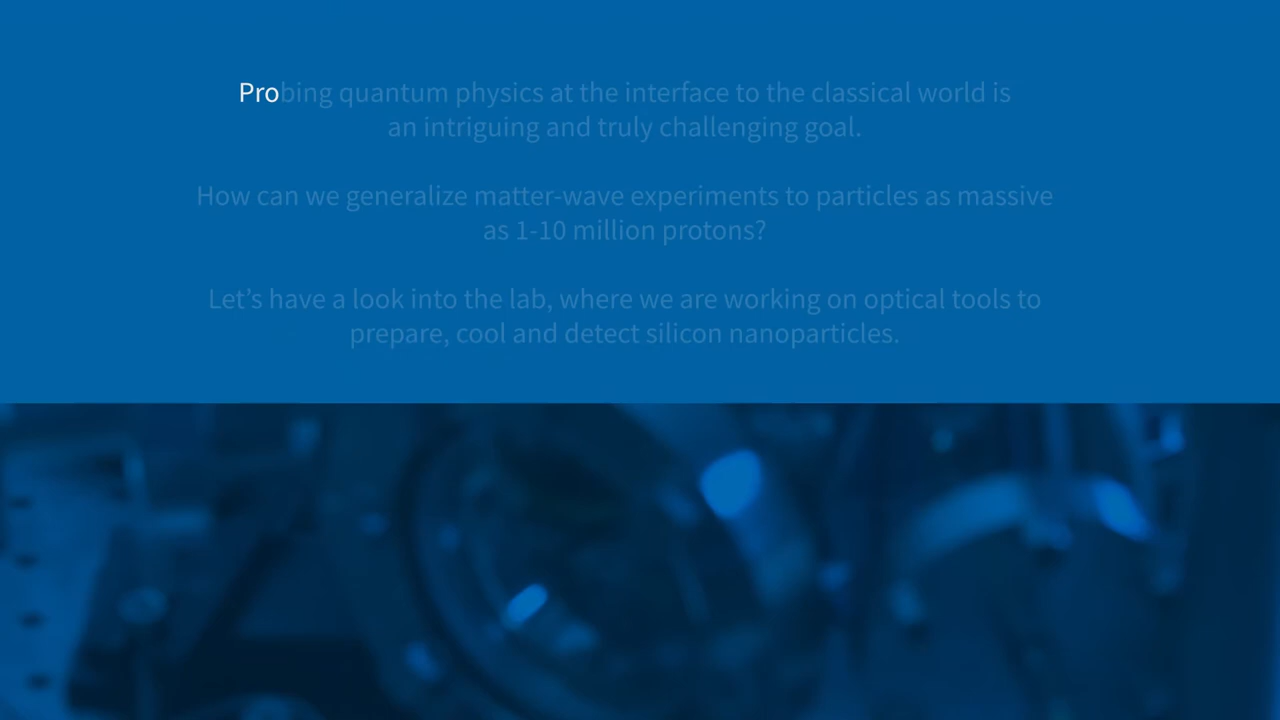 Probing quantum physics at the interface to the classical world is
an intriguing and truly challenging goal.
How can we generalize matter-wave experiments to particles as massive
as 1-10 million protons?
Let’s have a look into the lab, where we are working on optical tools to
prepare, cool and detect silicon nanoparticles.